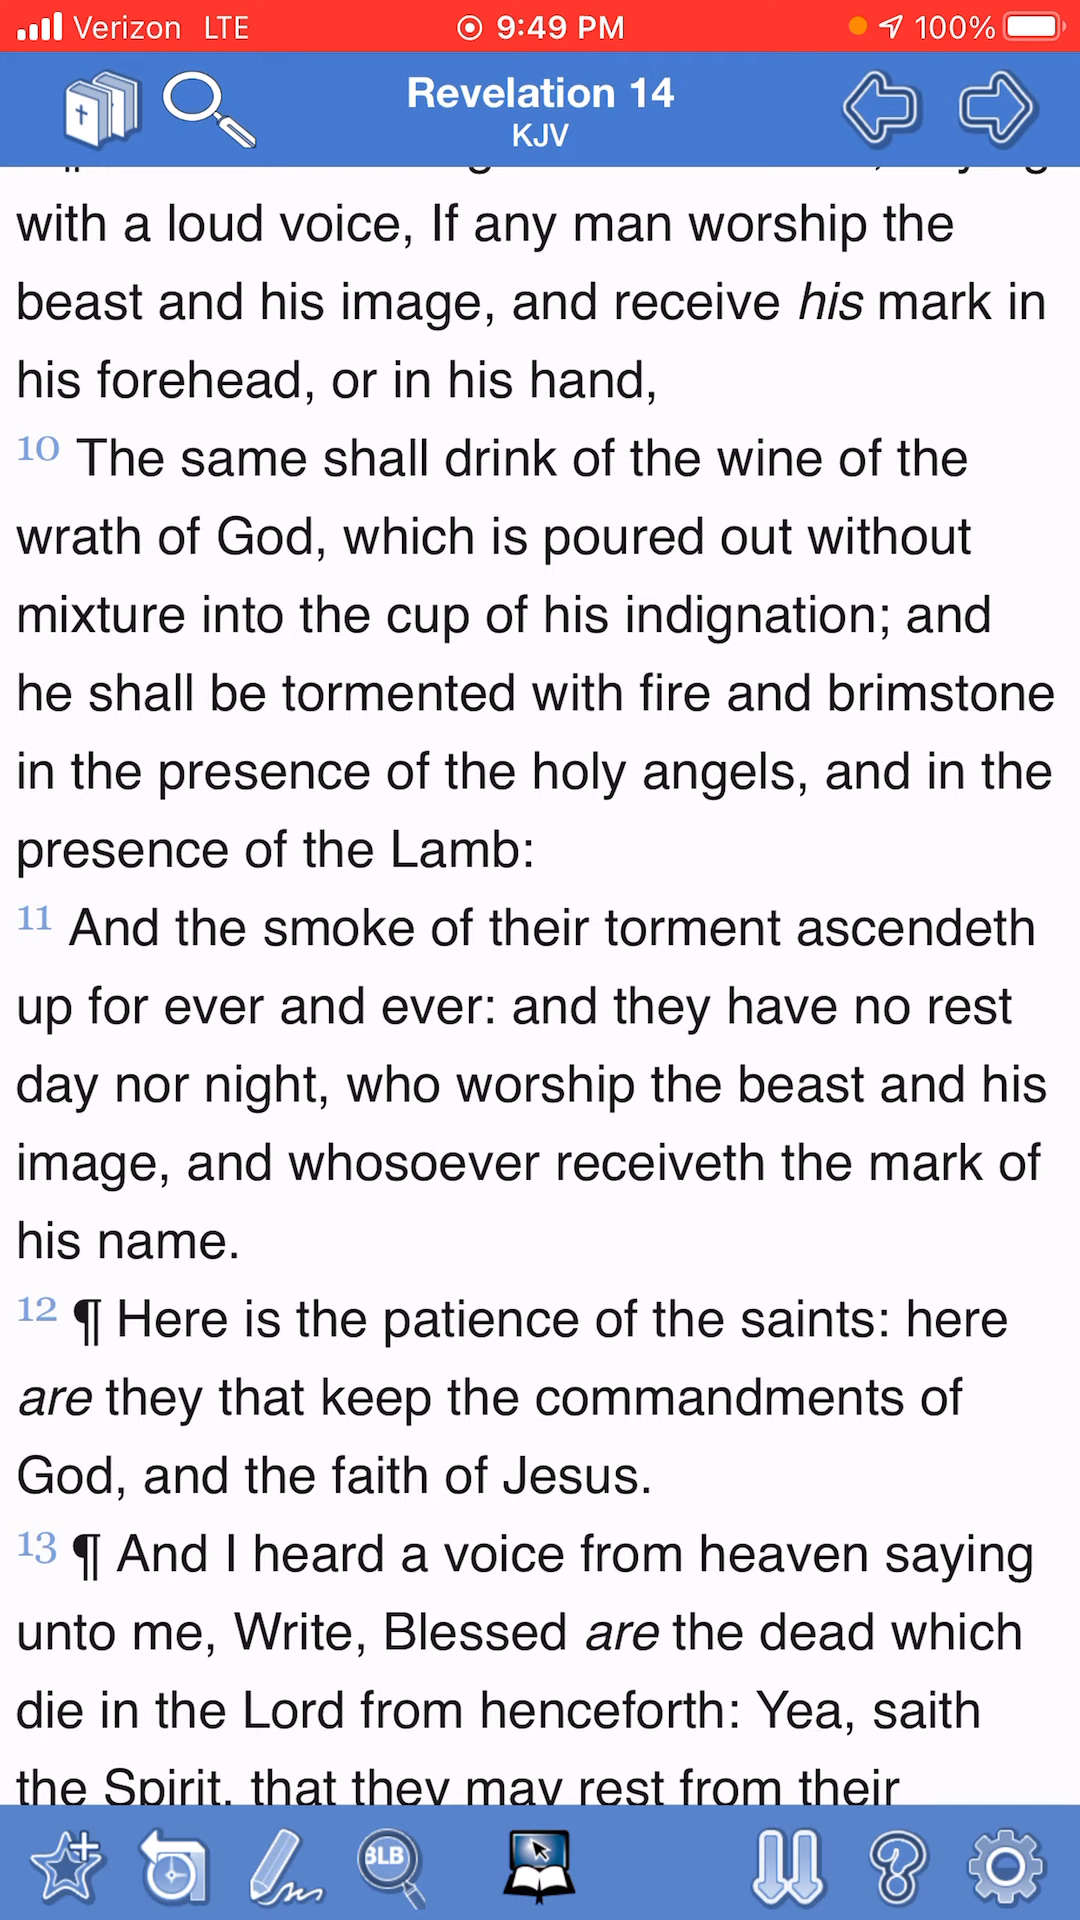 Verizon LTE 9:49 PM 100%
Revelation 14
KJV
with a loud voice, If any man worship the
beast and his image, and receive his mark in
his forehead, or in his hand,
10 The same shall drink of the wine of the
wrath of God, which is poured out without
mixture into the cup of his indignation; and
he shall be tormented with fire and brimstone
in the presence of the holy angels, and in the
presence of the Lamb:
11 And the smoke of their torment ascendeth
up for ever and ever: and they have no rest
day nor night, who worship the beast and his
image, and whosoever receiveth the mark of
his name.
12 ¶ Here is the patience of the saints: here
are they that keep the commandments of
God, and the faith of Jesus.
13 ¶ And I heard a voice from heaven saying
unto me, Write, Blessed are the dead which
die in the Lord from henceforth: Yea, saith
the Spirit, that they may rest from their
BLB